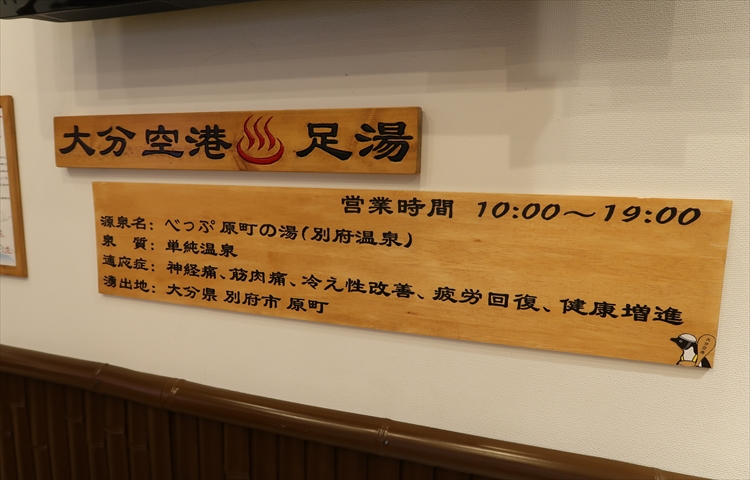 大分空港♨足湯
営業時間 10:00～19:00
源泉名：べっぷ 原町の湯(別府温泉)
泉　質：単純温泉
適応症：神経痛、筋肉痛、冷え性改善、疲労回復、健康増進
湧出地：大分県 別府市 原町